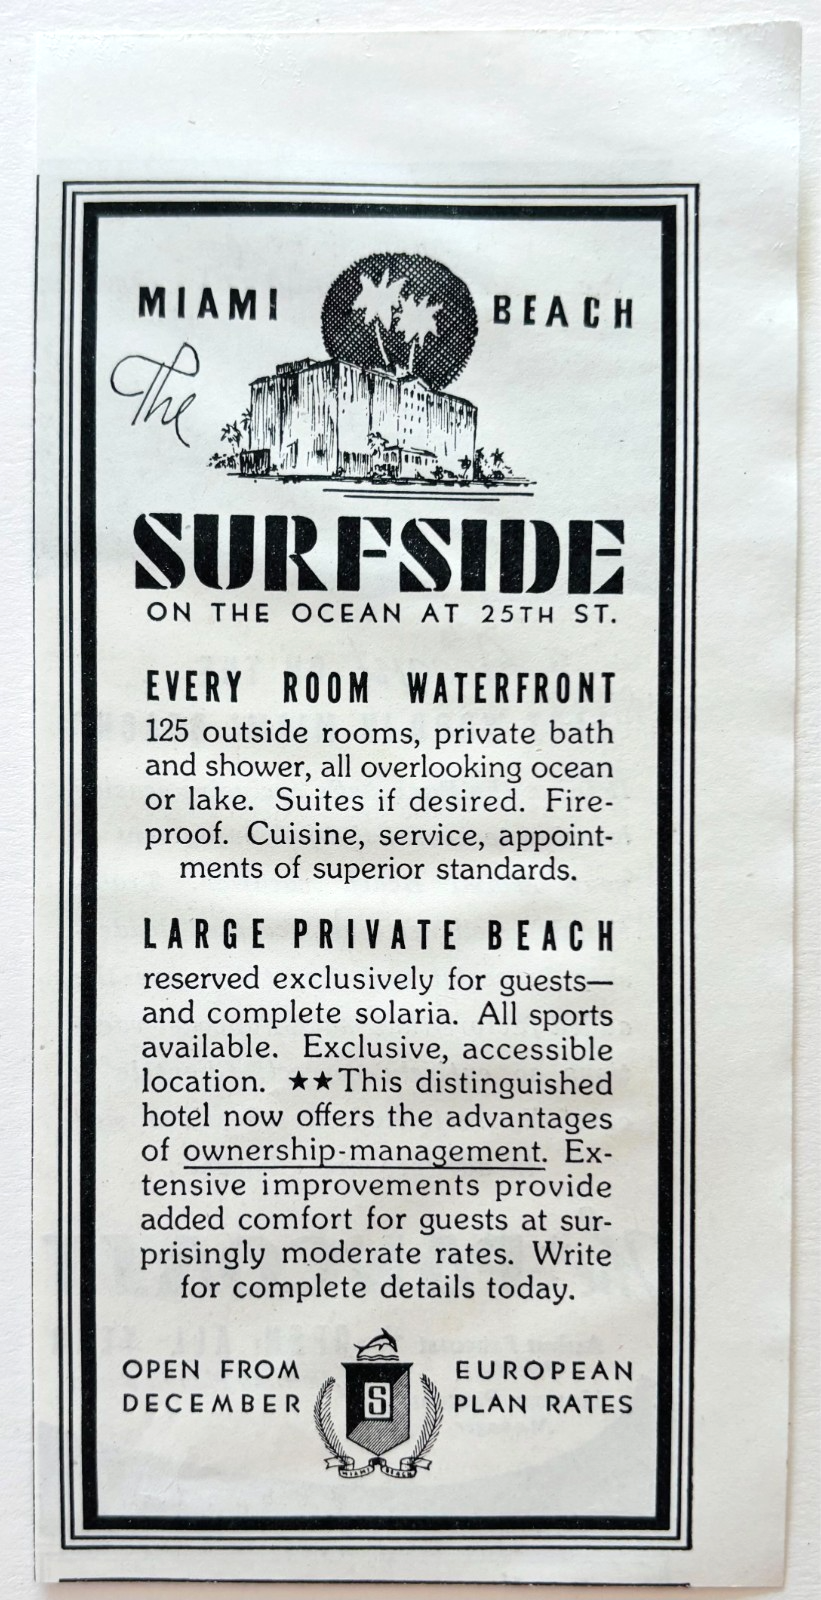 MIAMI BEACH
The
SURFSIDE
ON THE OCEAN AT 25TH ST.
EVERY ROOM WATERFRONT
125 outside rooms, private bath
and shower, all overlooking ocean
or lake. Suites if desired. Fire-
proof. Cuisine, service, appoint-
ments of superior standards.
LARGE PRIVATE BEACH
reserved exclusively for guests—
and complete solaria. All sports
available. Exclusive, accessible
location. ★★This distinguished
hotel now offers the advantages
of ownership-management. Ex-
tensive improvements provide
added comfort for guests at sur-
prisingly moderate rates. Write
for complete details today.
OPEN FROM
DECEMBER
S
MIAMI BEACH
EUROPEAN
PLAN RATES